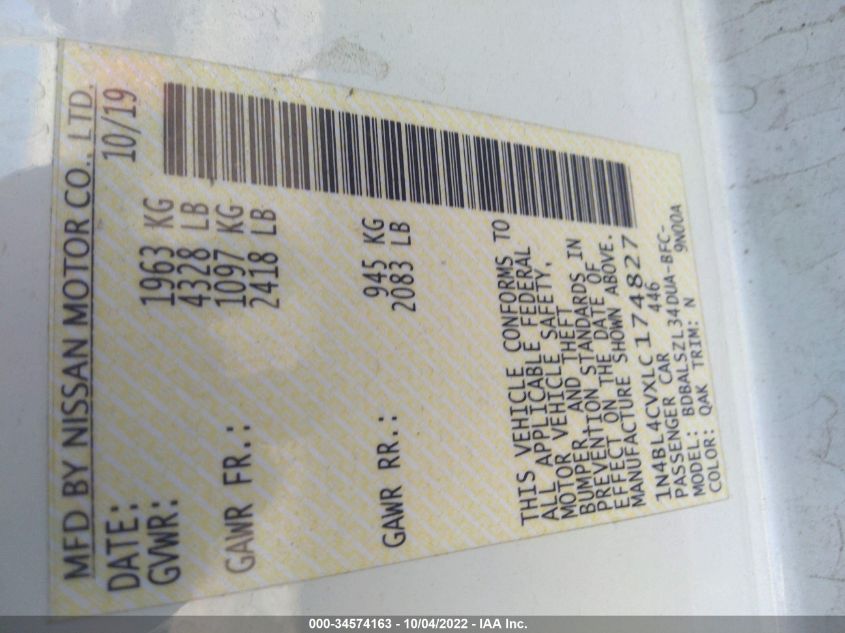 MFD BY NISSAN MOTOR CO., LTD.
DATE: 10/19
GVWR: 1963 KG
4328 LB
GAWR FR.: 1097 KG
2418 LB
GAWR RR.: 945 KG
2083 LB
THIS VEHICLE CONFORMS TO
ALL APPLICABLE FEDERAL
MOTOR VEHICLE SAFETY,
BUMPER, AND THEFT
PREVENTION STANDARDS IN
EFFECT ON THE DATE OF
MANUFACTURE SHOWN ABOVE.
1N4BL4CVXLC174827
PASSENGER CAR 446
MODEL: BDBALSZL34DUA-BFC-
COLOR: QAK TRIM: N 9N00A
000-34574163 - 10/04/2022 - IAA Inc.